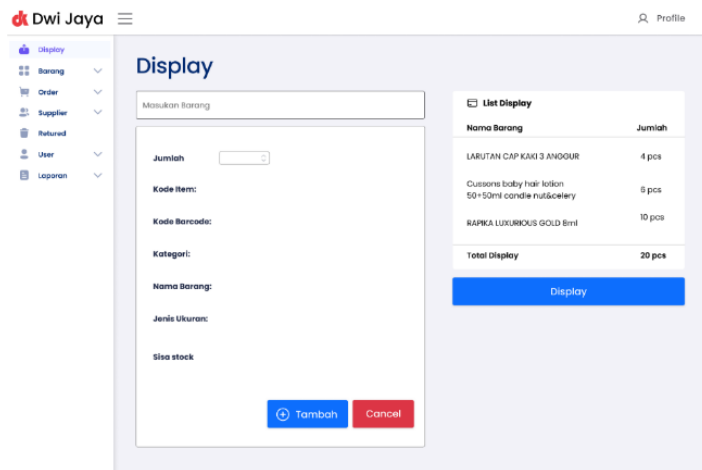 dk Dwi Jaya
Profile
Display
Barang
Order
Supplier
Retured
User
Laporan
Display
Masukan Barang
Jumlah
Kode Item:
Kode Barcode:
Kategori:
Nama Barang:
Jenis Ukuran:
Sisa stock
Tambah
Cancel
List Display
Nama Barang Jumlah
LARUTAN CAP KAKI 3 ANGGUR 4 pcs
Cussons baby hair lotion
50+50ml candle nut&celery 6 pcs
RAPIKA LUXURIOUS GOLD 8ml 10 pcs
Total Display 20 pcs
Display